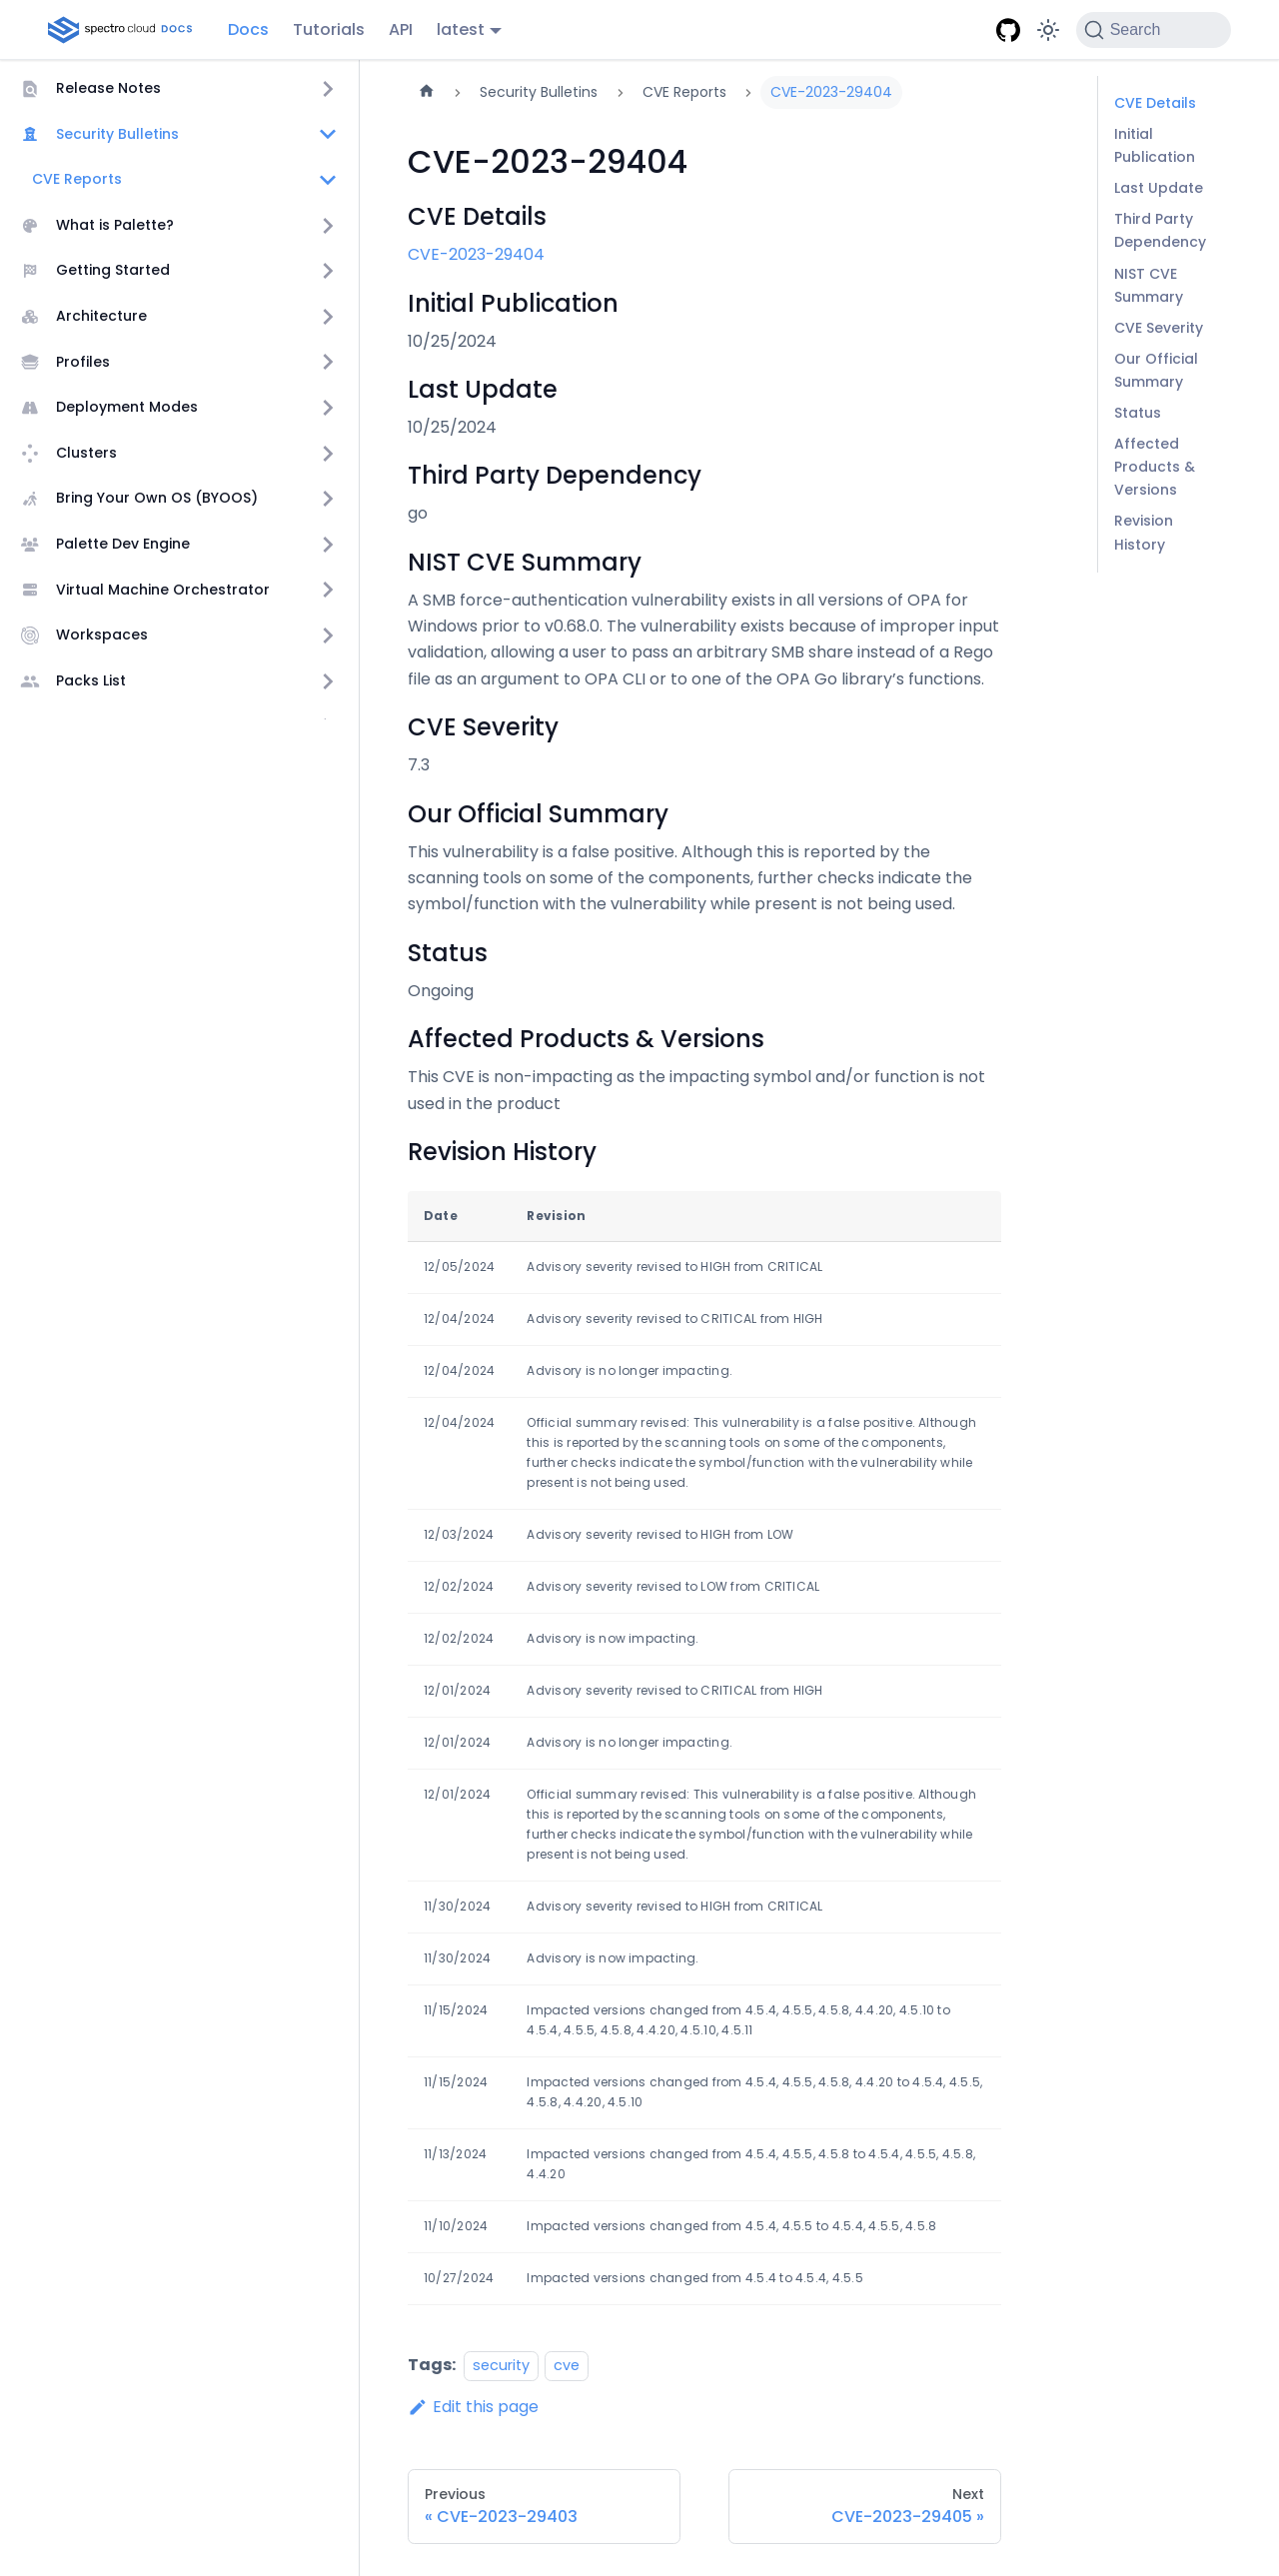 spectro cloud DOCS
Docs
Tutorials
API
latest
Search
Release Notes
Security Bulletins
CVE Reports
What is Palette?
Getting Started
Architecture
Profiles
Deployment Modes
Clusters
Bring Your Own OS (BYOOS)
Palette Dev Engine
Virtual Machine Orchestrator
Workspaces
Packs List
Security Bulletins
CVE Reports
CVE-2023-29404
CVE-2023-29404
CVE Details
CVE-2023-29404
Initial Publication
10/25/2024
Last Update
10/25/2024
Third Party Dependency
go
NIST CVE Summary
A SMB force-authentication vulnerability exists in all versions of OPA for
Windows prior to v0.68.0. The vulnerability exists because of improper input
validation, allowing a user to pass an arbitrary SMB share instead of a Rego
file as an argument to OPA CLI or to one of the OPA Go library’s functions.
CVE Severity
7.3
Our Official Summary
This vulnerability is a false positive. Although this is reported by the
scanning tools on some of the components, further checks indicate the
symbol/function with the vulnerability while present is not being used.
Status
Ongoing
Affected Products & Versions
This CVE is non-impacting as the impacting symbol and/or function is not
used in the product
Revision History
Date Revision
12/05/2024 Advisory severity revised to HIGH from CRITICAL
12/04/2024 Advisory severity revised to CRITICAL from HIGH
12/04/2024 Advisory is no longer impacting.
12/04/2024 Official summary revised: This vulnerability is a false positive. Although
this is reported by the scanning tools on some of the components,
further checks indicate the symbol/function with the vulnerability while
present is not being used.
12/03/2024 Advisory severity revised to HIGH from LOW
12/02/2024 Advisory severity revised to LOW from CRITICAL
12/02/2024 Advisory is now impacting.
12/01/2024 Advisory severity revised to CRITICAL from HIGH
12/01/2024 Advisory is no longer impacting.
12/01/2024 Official summary revised: This vulnerability is a false positive. Although
this is reported by the scanning tools on some of the components,
further checks indicate the symbol/function with the vulnerability while
present is not being used.
11/30/2024 Advisory severity revised to HIGH from CRITICAL
11/30/2024 Advisory is now impacting.
11/15/2024 Impacted versions changed from 4.5.4, 4.5.5, 4.5.8, 4.4.20, 4.5.10 to
4.5.4, 4.5.5, 4.5.8, 4.4.20, 4.5.10, 4.5.11
11/15/2024 Impacted versions changed from 4.5.4, 4.5.5, 4.5.8, 4.4.20 to 4.5.4, 4.5.5,
4.5.8, 4.4.20, 4.5.10
11/13/2024 Impacted versions changed from 4.5.4, 4.5.5, 4.5.8 to 4.5.4, 4.5.5, 4.5.8,
4.4.20
11/10/2024 Impacted versions changed from 4.5.4, 4.5.5 to 4.5.4, 4.5.5, 4.5.8
10/27/2024 Impacted versions changed from 4.5.4 to 4.5.4, 4.5.5
Tags: security cve
Edit this page
Previous
« CVE-2023-29403
Next
CVE-2023-29405 »
CVE Details
Initial
Publication
Last Update
Third Party
Dependency
NIST CVE
Summary
CVE Severity
Our Official
Summary
Status
Affected
Products &
Versions
Revision
History